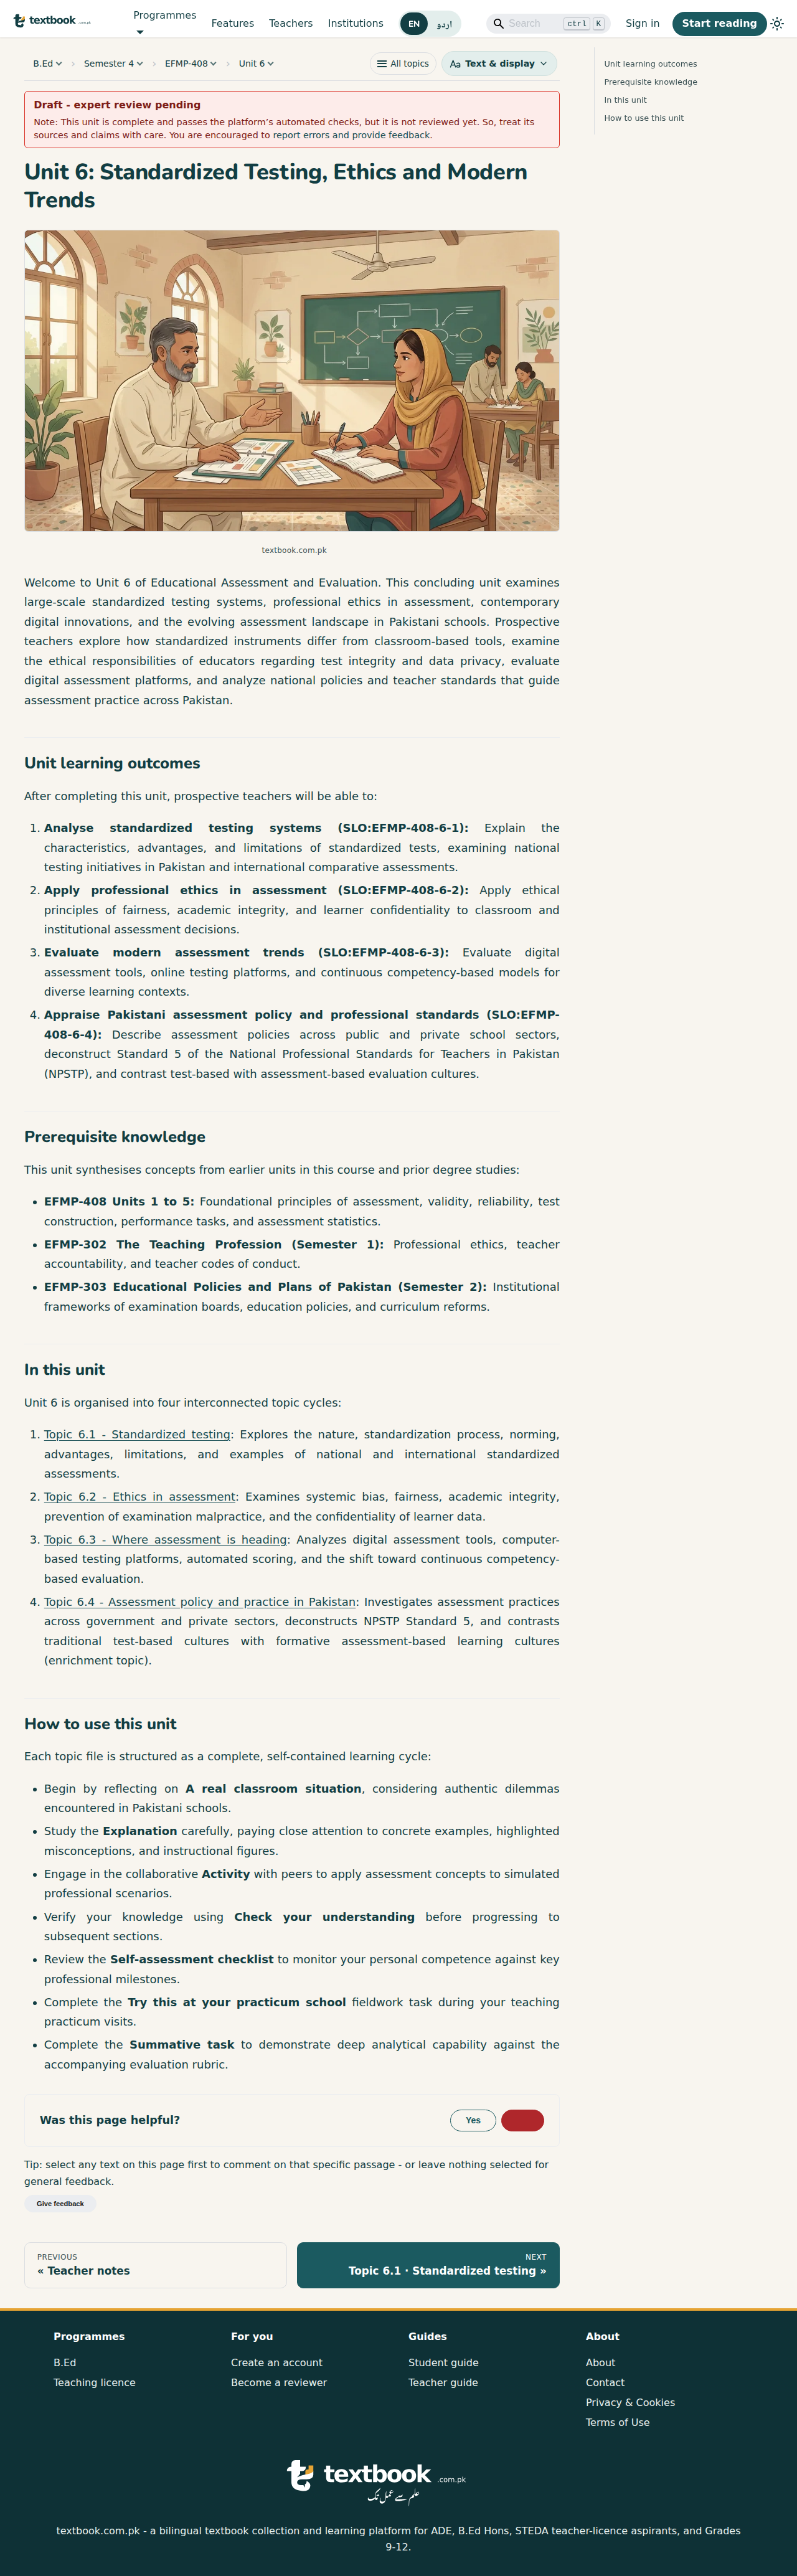 textbook .com.pk
Programmes
Features
Teachers
Institutions
EN
اردو
Search
ctrl K
Sign in
Start reading
B.Ed
Semester 4
EFMP-408
Unit 6
All topics
Text & display
Unit learning outcomes
Prerequisite knowledge
In this unit
How to use this unit
Draft - expert review pending
Note: This unit is complete and passes the platform’s automated checks, but it is not reviewed yet. So, treat its
sources and claims with care. You are encouraged to report errors and provide feedback.
Unit 6: Standardized Testing, Ethics and Modern
Trends
textbook.com.pk
Welcome to Unit 6 of Educational Assessment and Evaluation. This concluding unit examines
large-scale standardized testing systems, professional ethics in assessment, contemporary
digital innovations, and the evolving assessment landscape in Pakistani schools. Prospective
teachers explore how standardized instruments differ from classroom-based tools, examine
the ethical responsibilities of educators regarding test integrity and data privacy, evaluate
digital assessment platforms, and analyze national policies and teacher standards that guide
assessment practice across Pakistan.
Unit learning outcomes
After completing this unit, prospective teachers will be able to:
1. Analyse standardized testing systems (SLO:EFMP-408-6-1): Explain the
characteristics, advantages, and limitations of standardized tests, examining national
testing initiatives in Pakistan and international comparative assessments.
2. Apply professional ethics in assessment (SLO:EFMP-408-6-2): Apply ethical
principles of fairness, academic integrity, and learner confidentiality to classroom and
institutional assessment decisions.
3. Evaluate modern assessment trends (SLO:EFMP-408-6-3): Evaluate digital
assessment tools, online testing platforms, and continuous competency-based models for
diverse learning contexts.
4. Appraise Pakistani assessment policy and professional standards (SLO:EFMP-
408-6-4): Describe assessment policies across public and private school sectors,
deconstruct Standard 5 of the National Professional Standards for Teachers in Pakistan
(NPSTP), and contrast test-based with assessment-based evaluation cultures.
Prerequisite knowledge
This unit synthesises concepts from earlier units in this course and prior degree studies:
• EFMP-408 Units 1 to 5: Foundational principles of assessment, validity, reliability, test
construction, performance tasks, and assessment statistics.
• EFMP-302 The Teaching Profession (Semester 1): Professional ethics, teacher
accountability, and teacher codes of conduct.
• EFMP-303 Educational Policies and Plans of Pakistan (Semester 2): Institutional
frameworks of examination boards, education policies, and curriculum reforms.
In this unit
Unit 6 is organised into four interconnected topic cycles:
1. Topic 6.1 - Standardized testing: Explores the nature, standardization process, norming,
advantages, limitations, and examples of national and international standardized
assessments.
2. Topic 6.2 - Ethics in assessment: Examines systemic bias, fairness, academic integrity,
prevention of examination malpractice, and the confidentiality of learner data.
3. Topic 6.3 - Where assessment is heading: Analyzes digital assessment tools, computer-
based testing platforms, automated scoring, and the shift toward continuous competency-
based evaluation.
4. Topic 6.4 - Assessment policy and practice in Pakistan: Investigates assessment practices
across government and private sectors, deconstructs NPSTP Standard 5, and contrasts
traditional test-based cultures with formative assessment-based learning cultures
(enrichment topic).
How to use this unit
Each topic file is structured as a complete, self-contained learning cycle:
• Begin by reflecting on A real classroom situation, considering authentic dilemmas
encountered in Pakistani schools.
• Study the Explanation carefully, paying close attention to concrete examples, highlighted
misconceptions, and instructional figures.
• Engage in the collaborative Activity with peers to apply assessment concepts to simulated
professional scenarios.
• Verify your knowledge using Check your understanding before progressing to
subsequent sections.
• Review the Self-assessment checklist to monitor your personal competence against key
professional milestones.
• Complete the Try this at your practicum school fieldwork task during your teaching
practicum visits.
• Complete the Summative task to demonstrate deep analytical capability against the
accompanying evaluation rubric.
Was this page helpful?
Yes
Tip: select any text on this page first to comment on that specific passage - or leave nothing selected for
general feedback.
Give feedback
PREVIOUS
« Teacher notes
NEXT
Topic 6.1 · Standardized testing »
Programmes
B.Ed
Teaching licence
For you
Create an account
Become a reviewer
Guides
Student guide
Teacher guide
About
About
Contact
Privacy & Cookies
Terms of Use
textbook .com.pk
علم سے عمل تک
textbook.com.pk - a bilingual textbook collection and learning platform for ADE, B.Ed Hons, STEDA teacher-licence aspirants, and Grades
9-12.